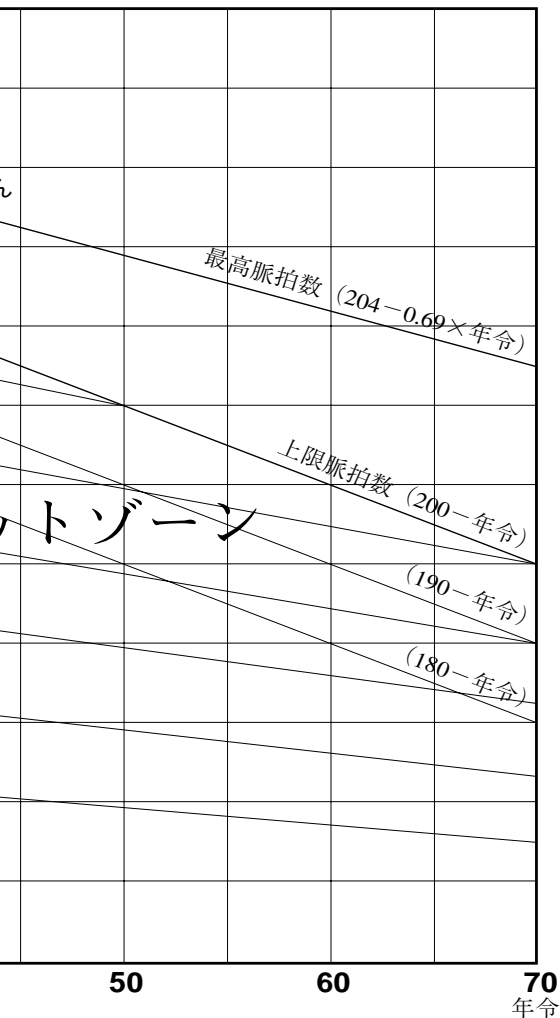 ん
最高脈拍数（204－0.69×年令）
上限脈拍数（200－年令）
ットゾーン
（190－年令）
（180－年令）
50 60 70
年令